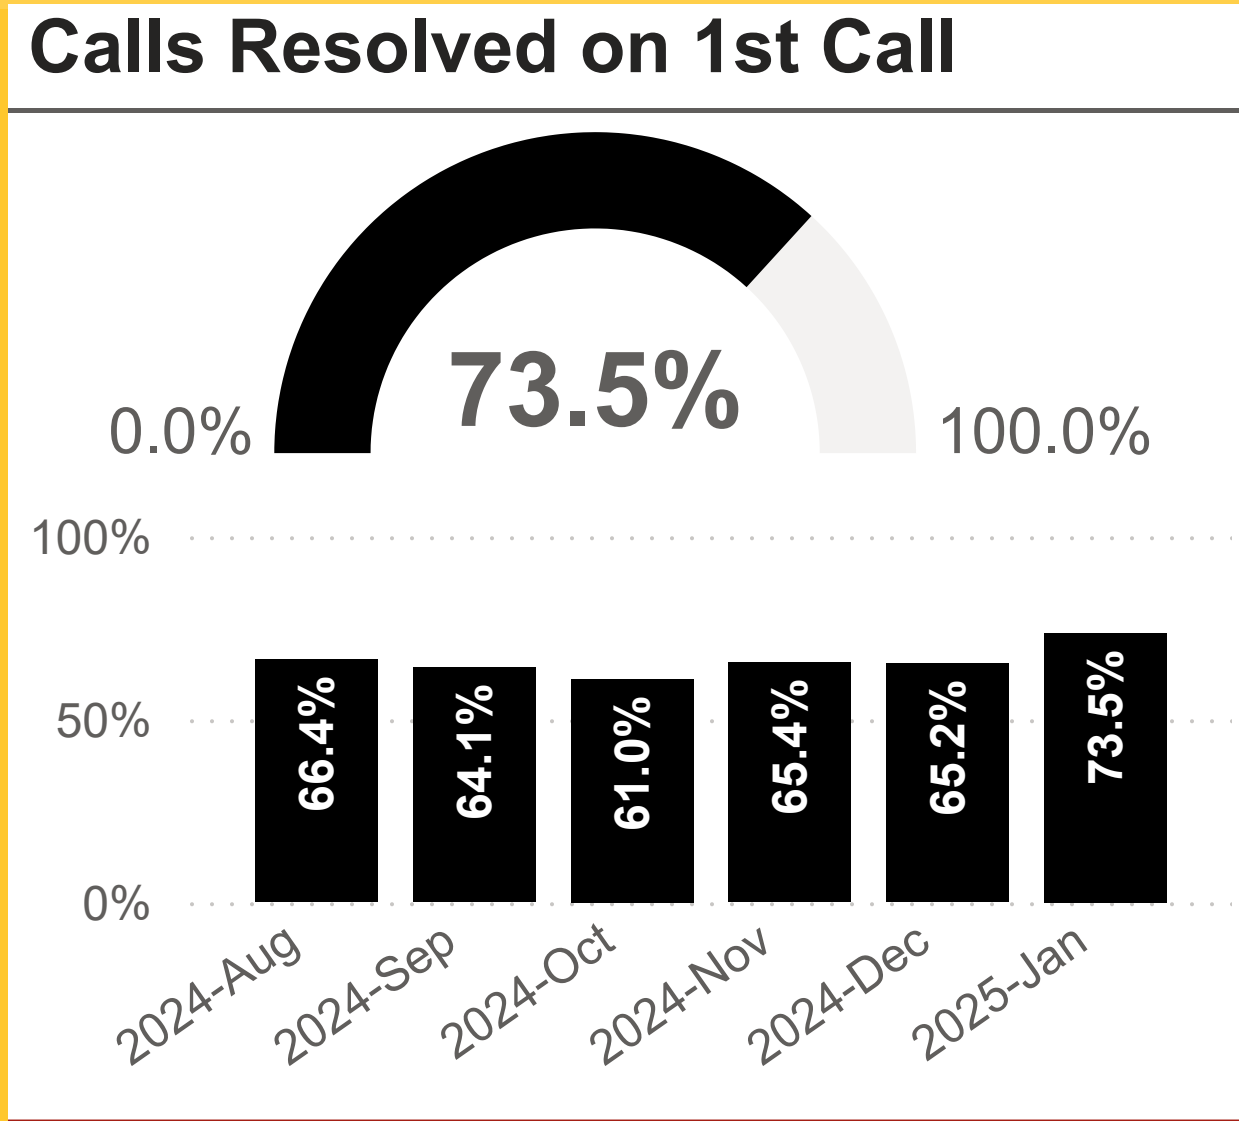 Calls Resolved on 1st Call
73.5%
0.0%
100.0%
100%
50%
0%
66.4%
64.1%
61.0%
65.4%
65.2%
73.5%
2024-Aug
2024-Sep
2024-Oct
2024-Nov
2024-Dec
2025-Jan